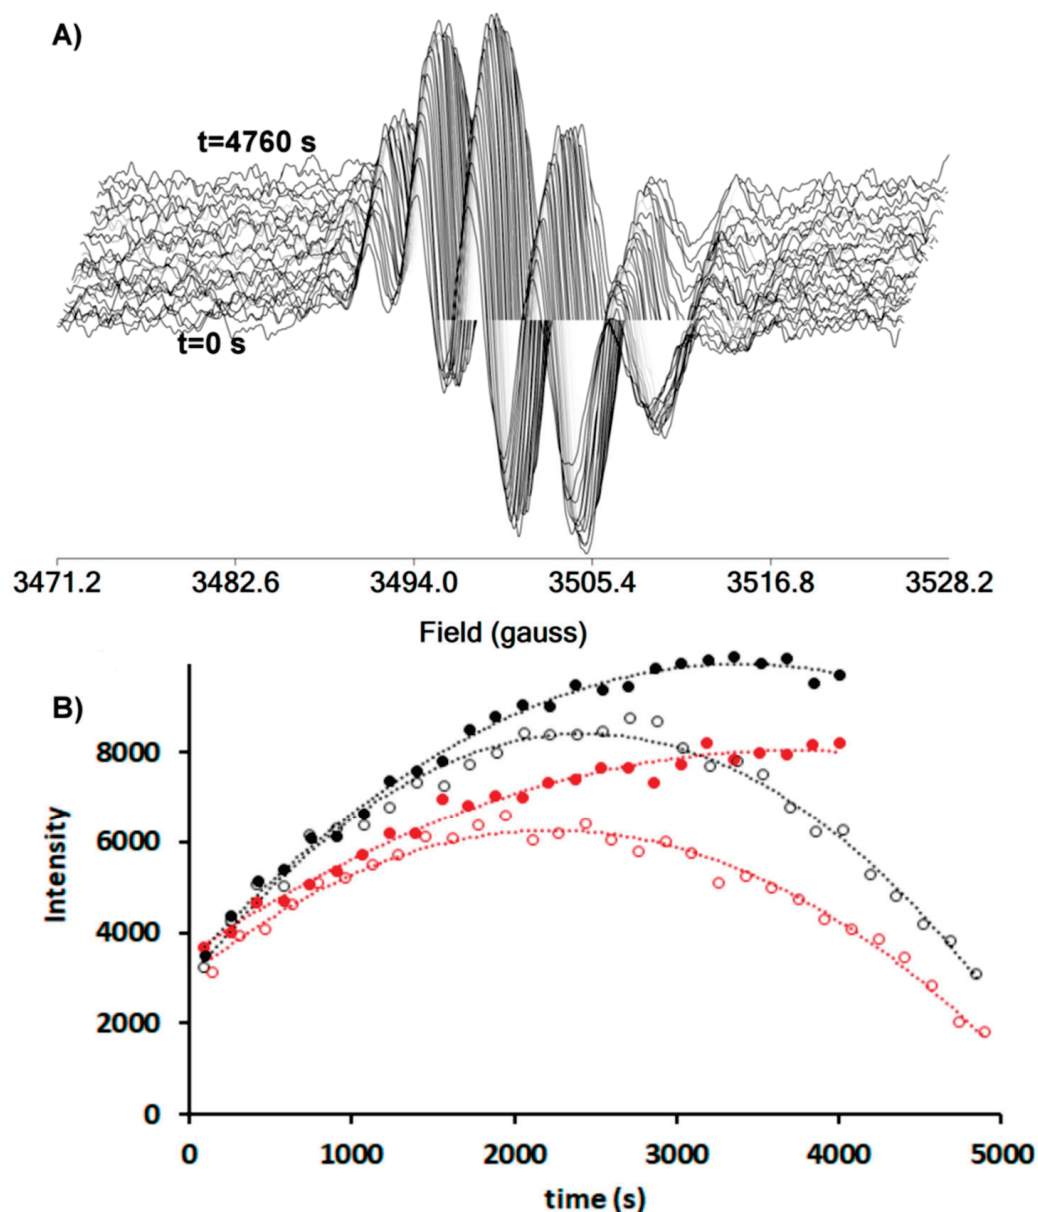 A)
t=4760 s
t=0 s
3471.2 3482.6 3494.0 3505.4 3516.8 3528.2
Field (gauss)
B)
8000
6000
4000
2000
0
Intensity
0 1000 2000 3000 4000 5000
time (s)